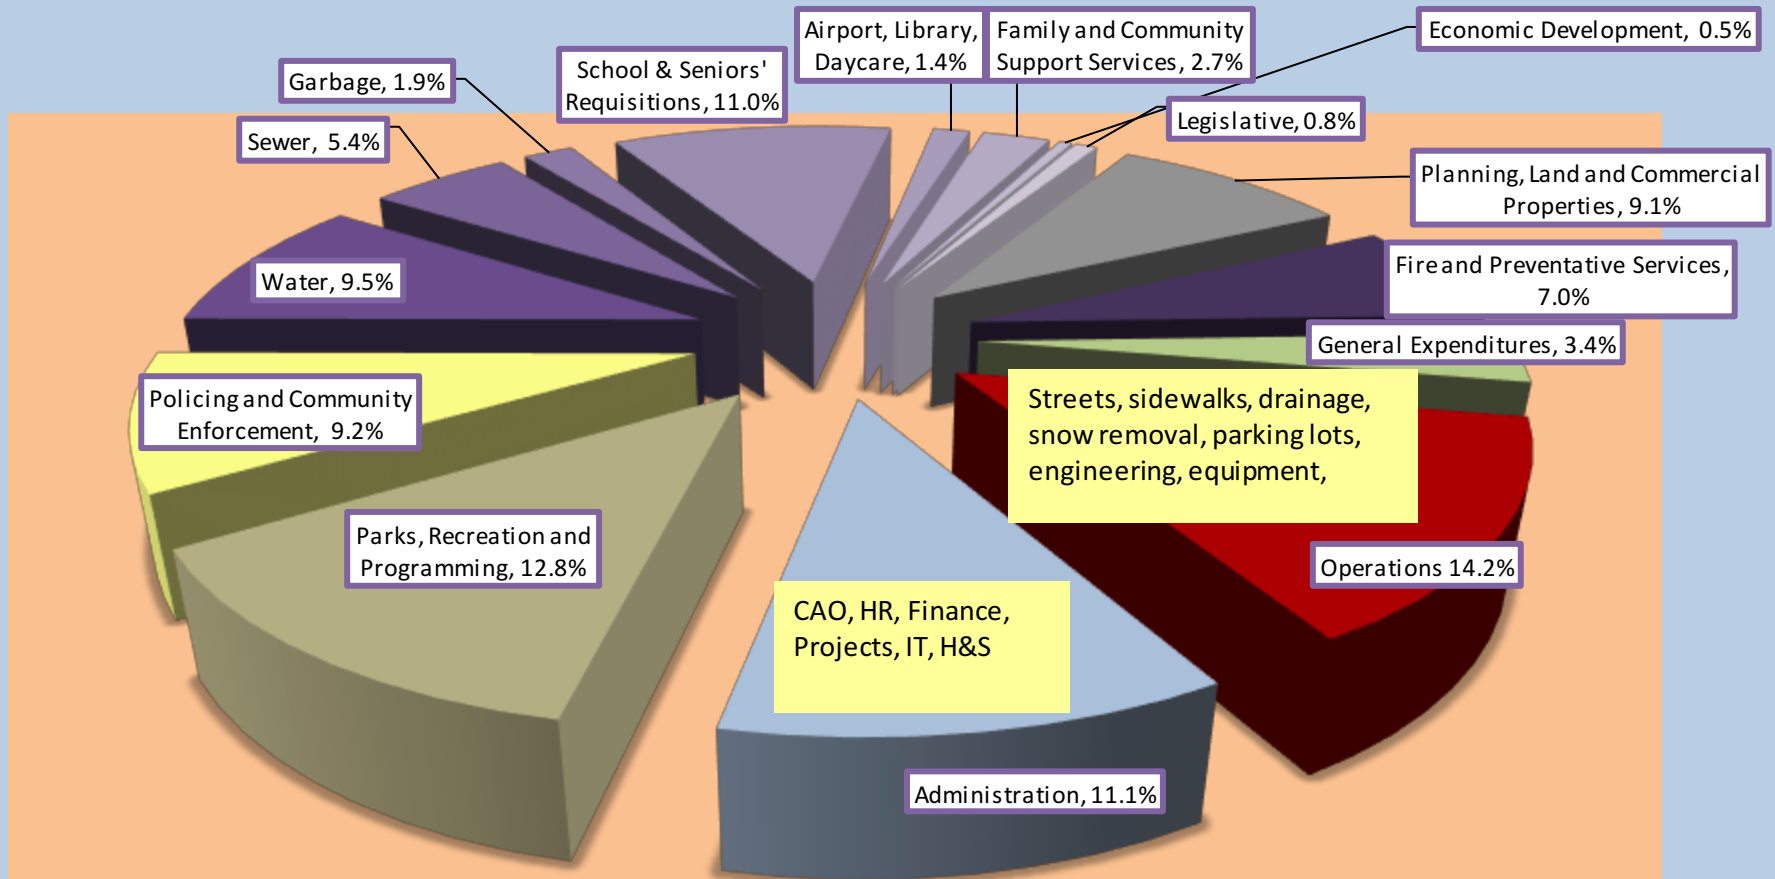 Airport, Library,
Daycare, 1.4%
Family and Community
Support Services, 2.7%
Economic Development, 0.5%
School & Seniors'
Requisitions, 11.0%
Garbage, 1.9%
Legislative, 0.8%
Sewer, 5.4%
Planning, Land and Commercial
Properties, 9.1%
Water, 9.5%
Fire and Preventative Services,
7.0%
General Expenditures, 3.4%
Policing and Community
Enforcement, 9.2%
Streets, sidewalks, drainage,
snow removal, parking lots,
engineering, equipment,
Parks, Recreation and
Programming, 12.8%
Operations 14.2%
CAO, HR, Finance,
Projects, IT, H&S
Administration, 11.1%